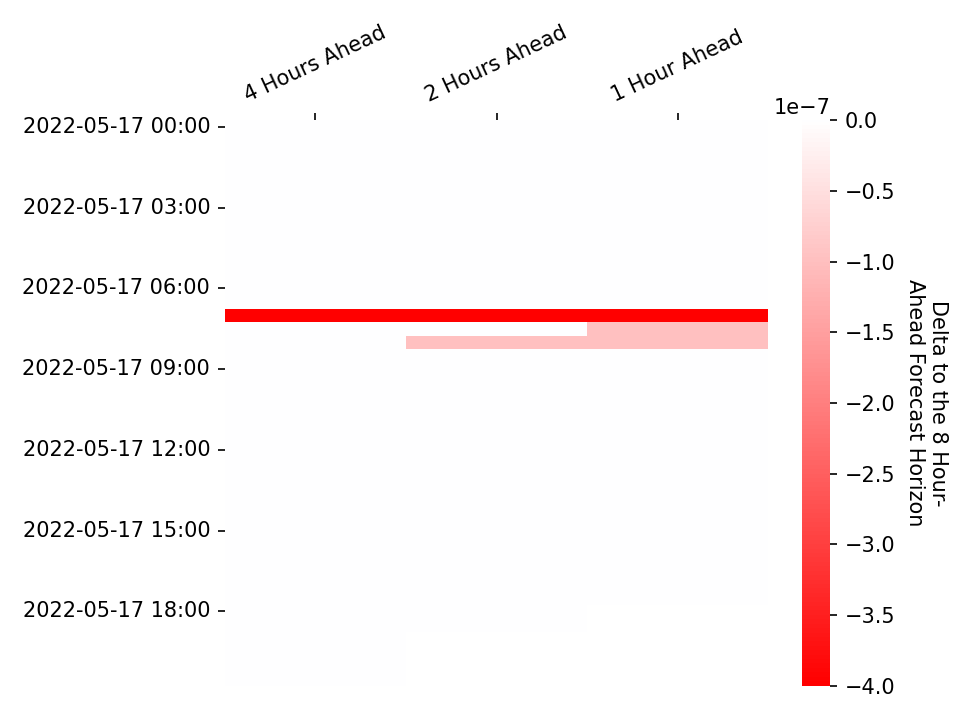 4 Hours Ahead
2 Hours Ahead
1 Hour Ahead
1e−7
2022-05-17 00:00
2022-05-17 03:00
2022-05-17 06:00
2022-05-17 09:00
2022-05-17 12:00
2022-05-17 15:00
2022-05-17 18:00
0.0
−0.5
−1.0
−1.5
−2.0
−2.5
−3.0
−3.5
−4.0
Delta to the 8 Hour-
Ahead Forecast Horizon